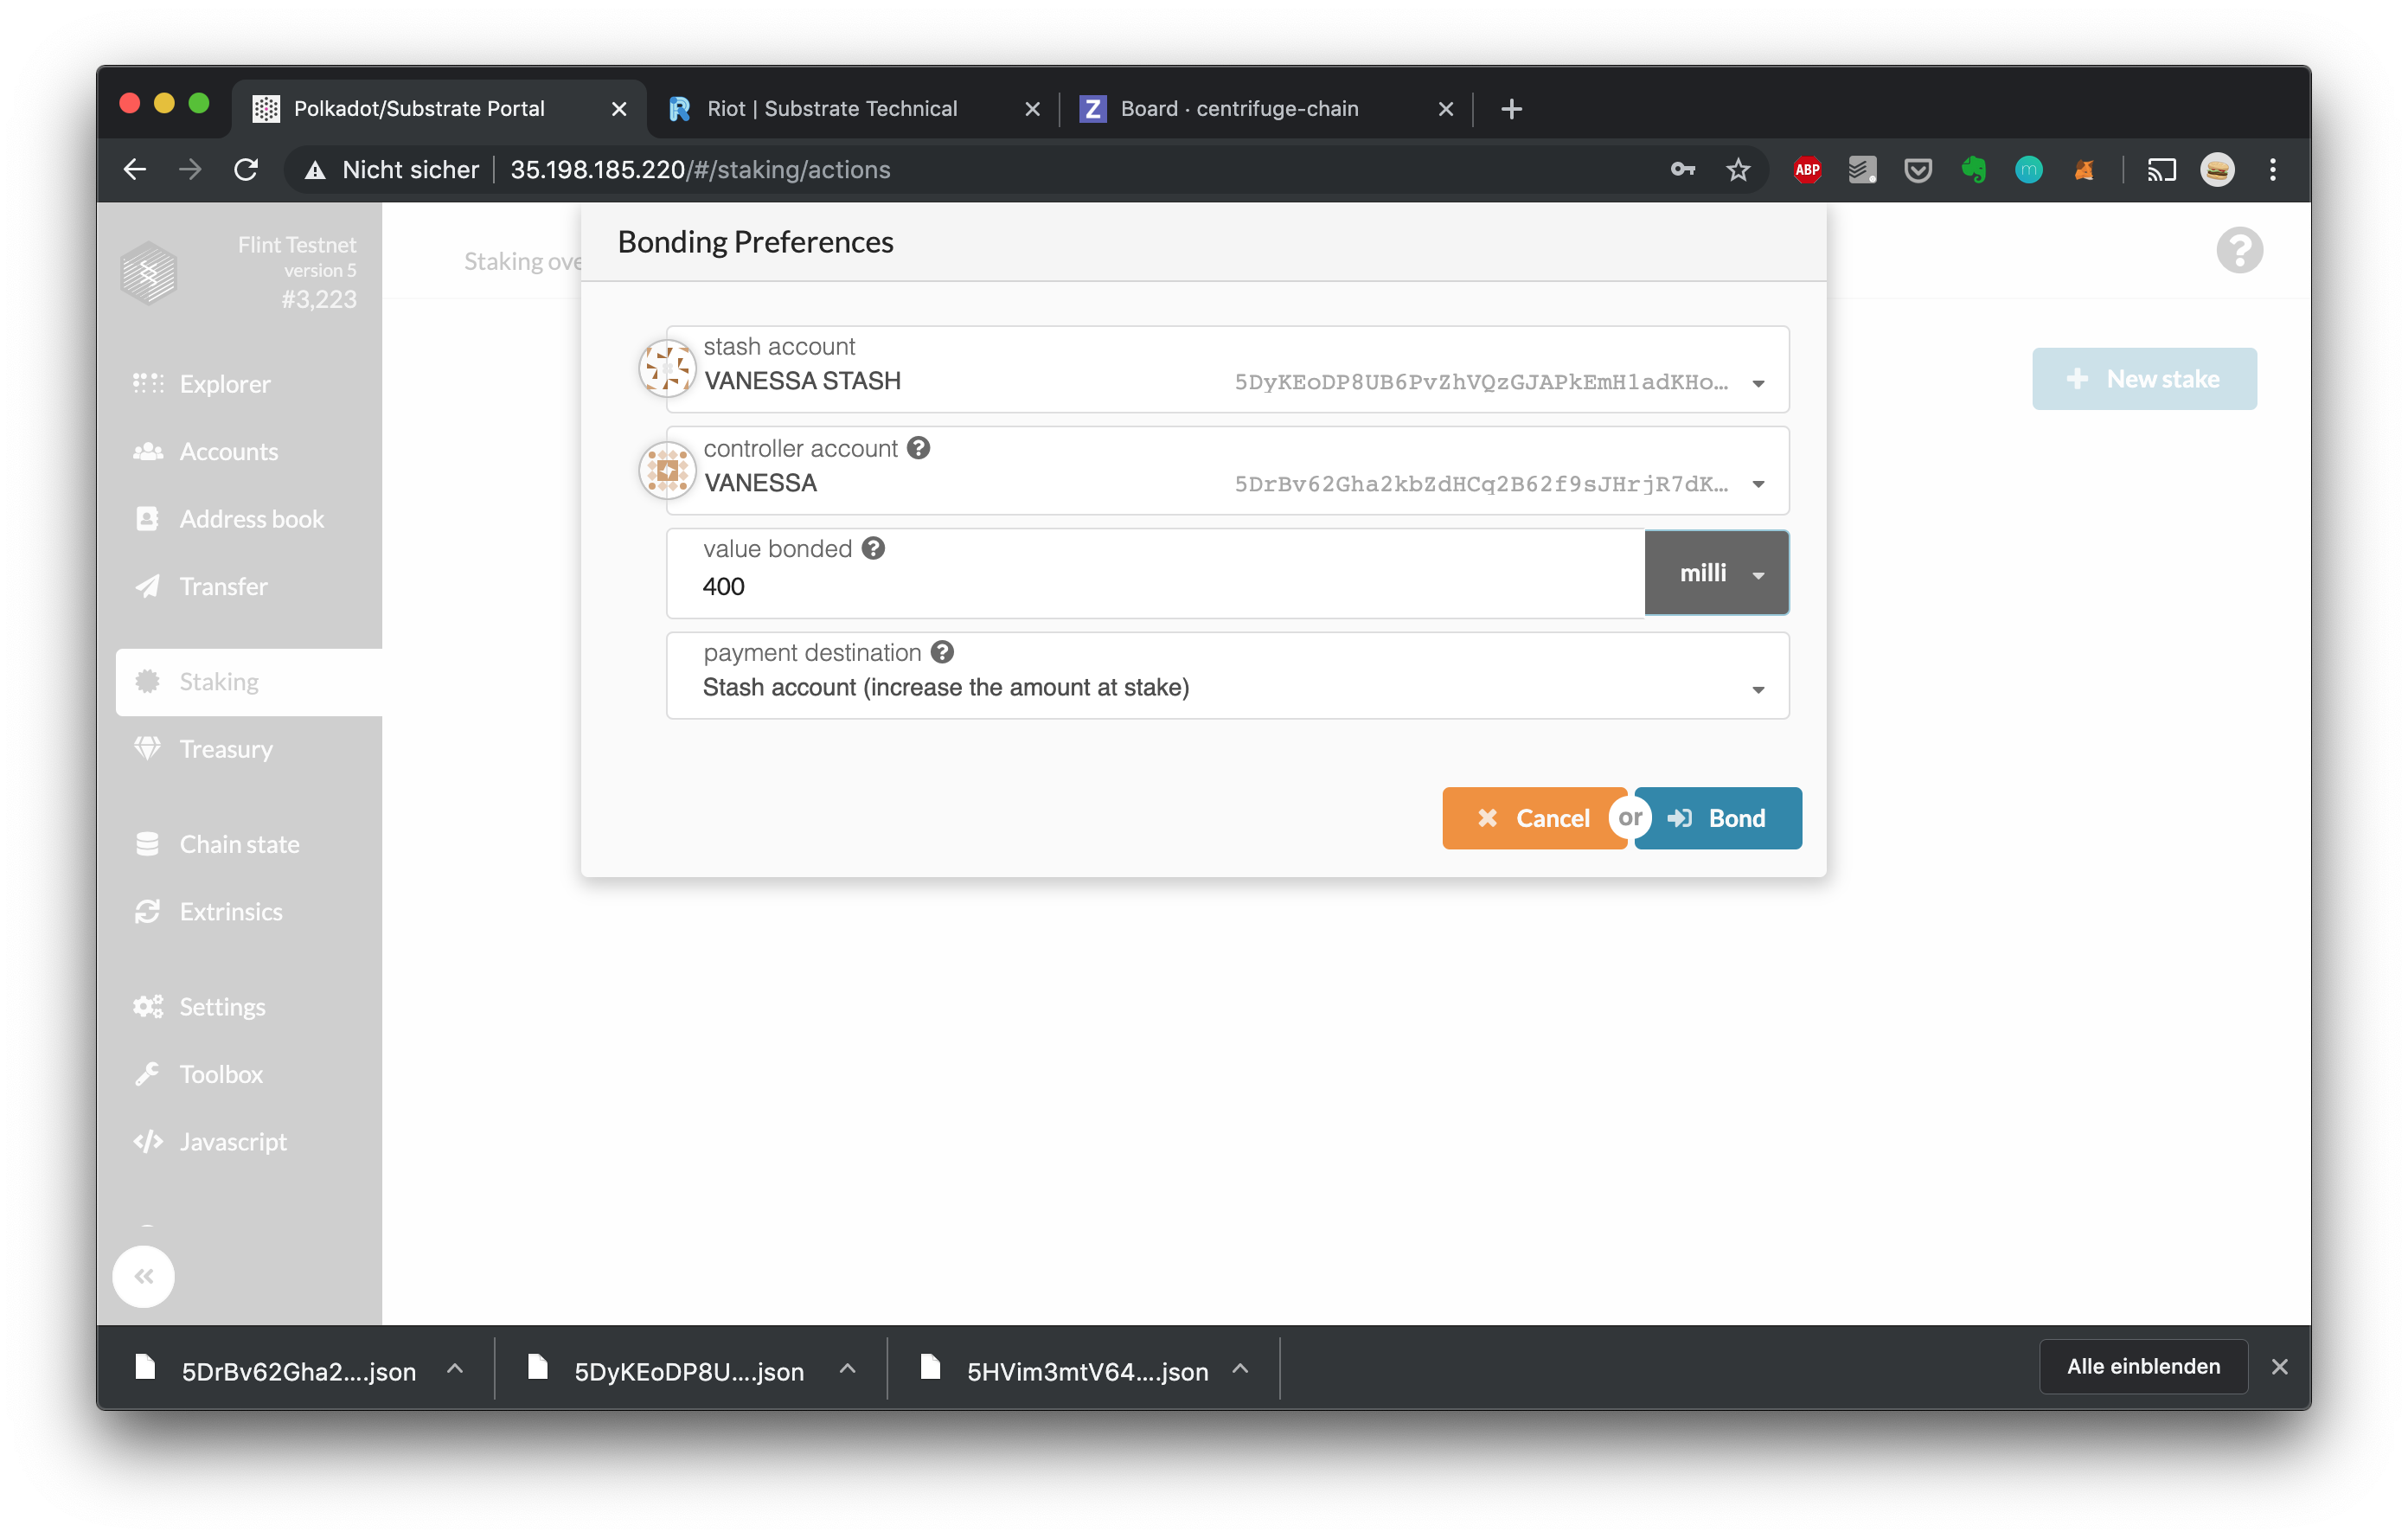 Polkadot/Substrate Portal
Riot | Substrate Technical
Board · centrifuge-chain
Nicht sicher
35.198.185.220/#/staking/actions
ABP
m
Flint Testnet
version 5
#3,223
Explorer
Accounts
Address book
Transfer
Staking
Treasury
Chain state
Extrinsics
Settings
Toolbox
Javascript
Staking ove
New stake
Bonding Preferences
stash account
VANESSA STASH
5DyKEoDP8UB6PvZhVQzGJAPkEmH1adKHo…
controller account
VANESSA
5DrBv62Gha2kbZdHCq2B62f9sJHrjR7dK…
value bonded
400
milli
payment destination
Stash account (increase the amount at stake)
Cancel
or
Bond
5DrBv62Gha2....json
5DyKEoDP8U....json
5HVim3mtV64....json
Alle einblenden